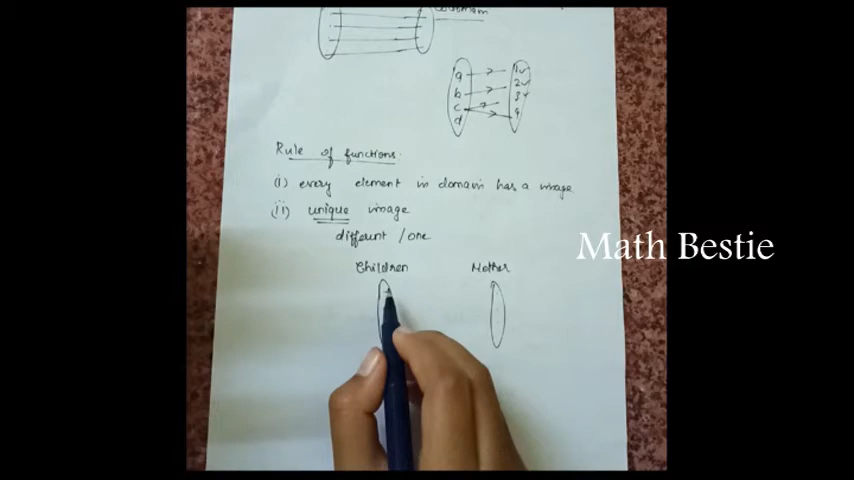 a 1
b 2
c 3
d 4
Rule of functions:
(i) every element in domain has a image
(ii) unique image
different / one
Children Mother
Math Bestie